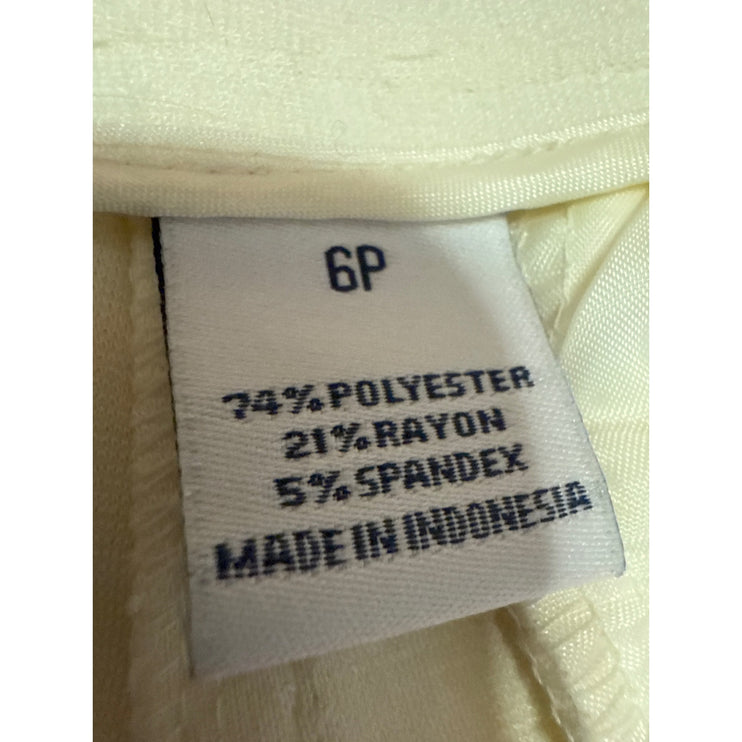 6P
74% POLYESTER
21% RAYON
5% SPANDEX
MADE IN INDONESIA